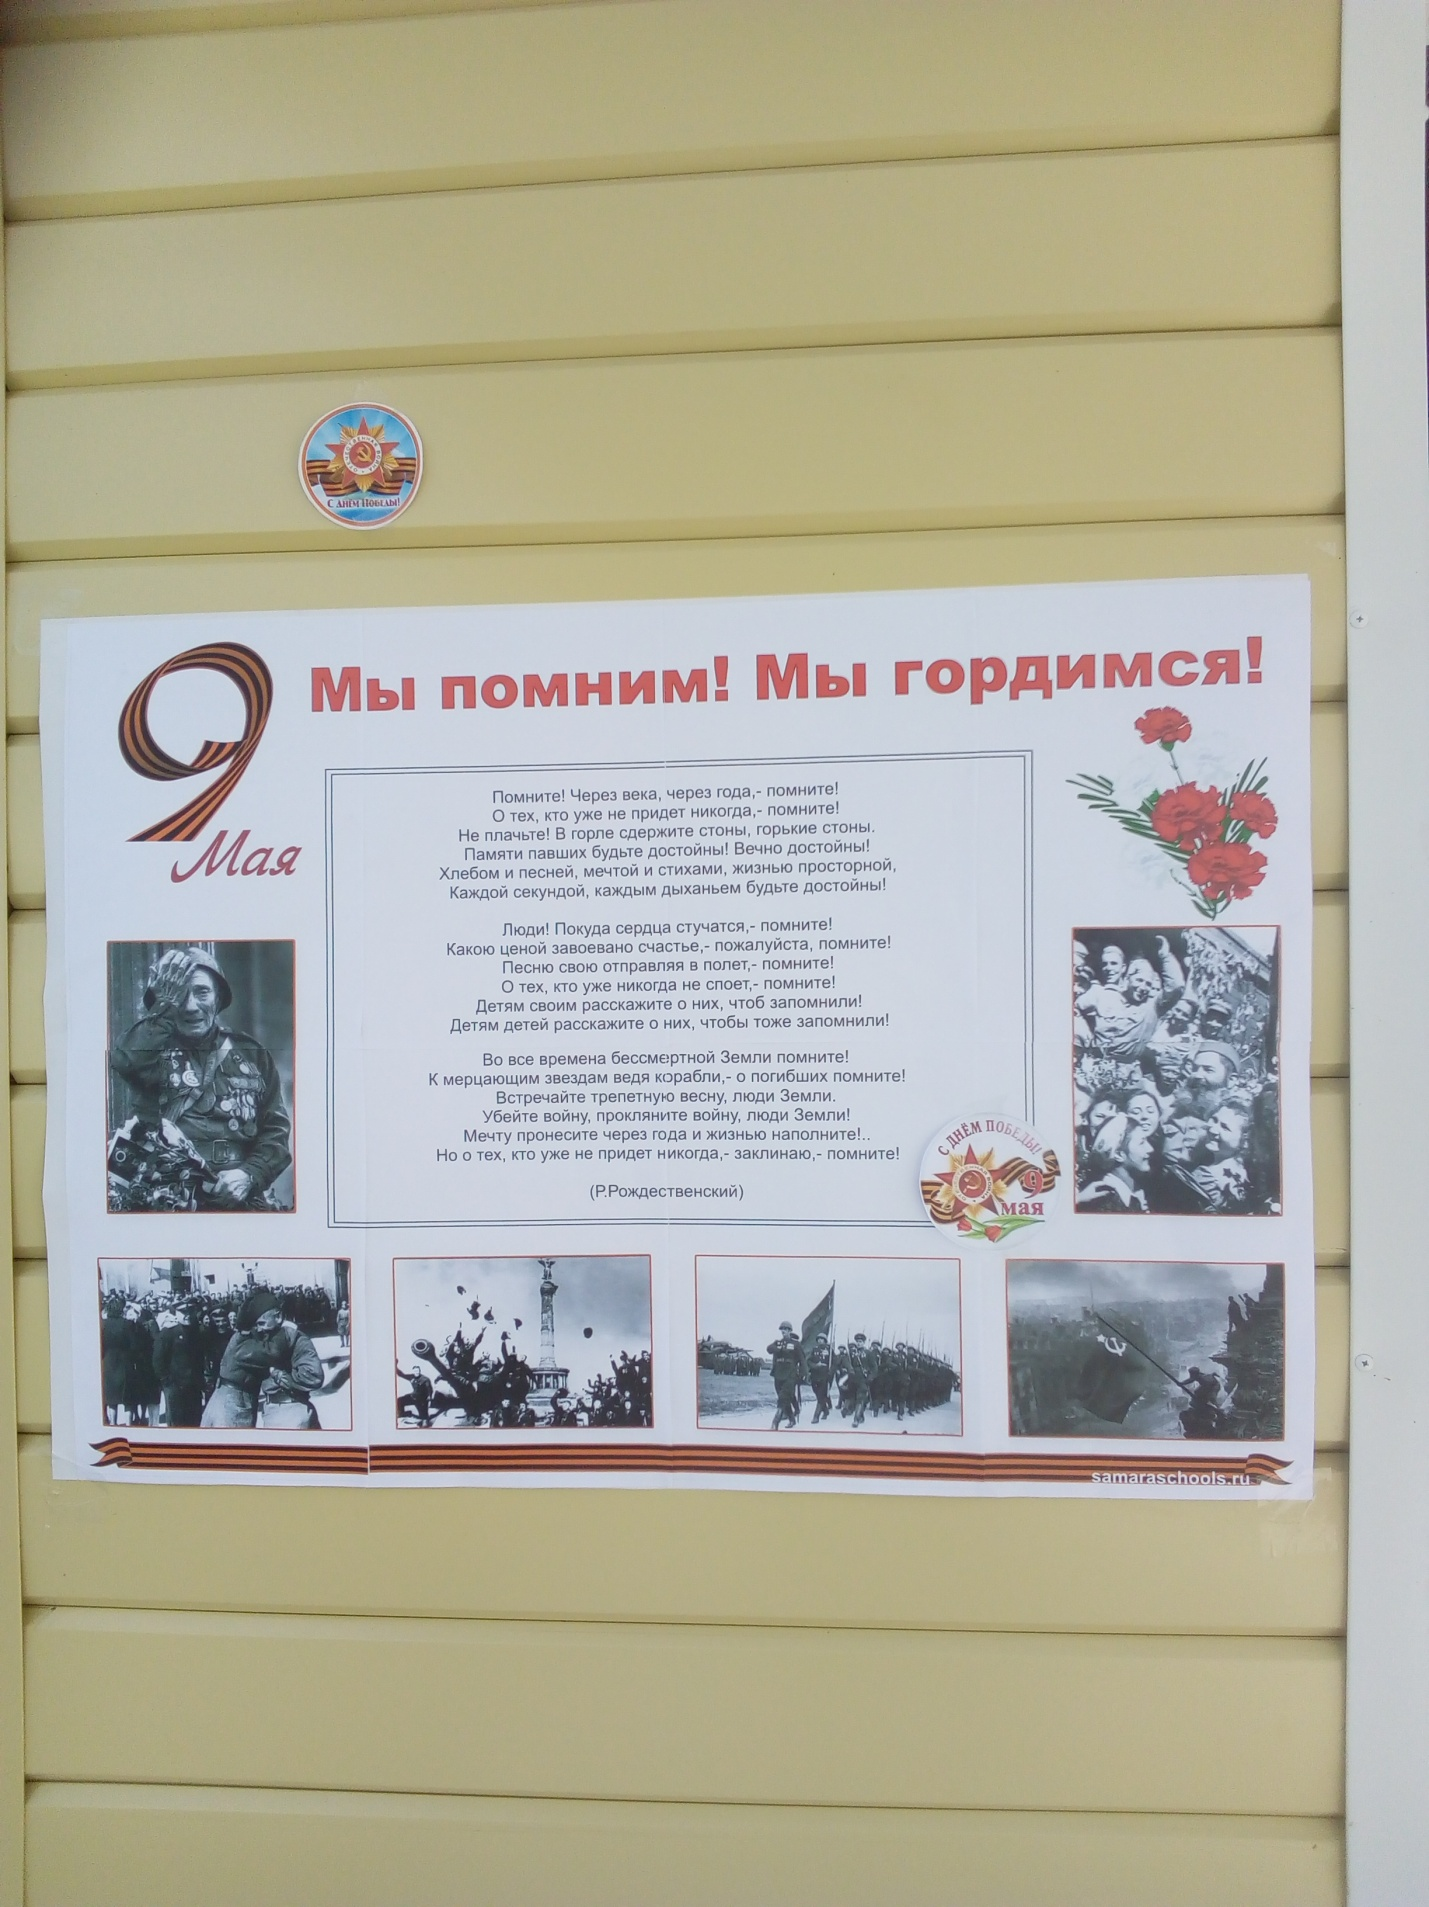 ОТЕЧЕСТВЕННАЯ ВОЙНА
С ДНЁМ ПОБЕДЫ!
9
Мая
Мы помним! Мы гордимся!
Помните! Через века, через года,- помните!
О тех, кто уже не придет никогда,- помните!
Не плачьте! В горле сдержите стоны, горькие стоны.
Памяти павших будьте достойны! Вечно достойны!
Хлебом и песней, мечтой и стихами, жизнью просторной,
Каждой секундой, каждым дыханьем будьте достойны!
Люди! Покуда сердца стучатся,- помните!
Какою ценой завоевано счастье,- пожалуйста, помните!
Песню свою отправляя в полет,- помните!
О тех, кто уже никогда не споет,- помните!
Детям своим расскажите о них, чтоб запомнили!
Детям детей расскажите о них, чтобы тоже запомнили!
Во все времена бессмертной Земли помните!
К мерцающим звездам ведя корабли,- о погибших помните!
Встречайте трепетную весну, люди Земли.
Убейте войну, прокляните войну, люди Земли!
Мечту пронесите через года и жизнью наполните!..
Но о тех, кто уже не придет никогда,- заклинаю,- помните!
(Р.Рождественский)
С ДНЁМ ПОБЕДЫ!
9
мая
samaraschools.ru